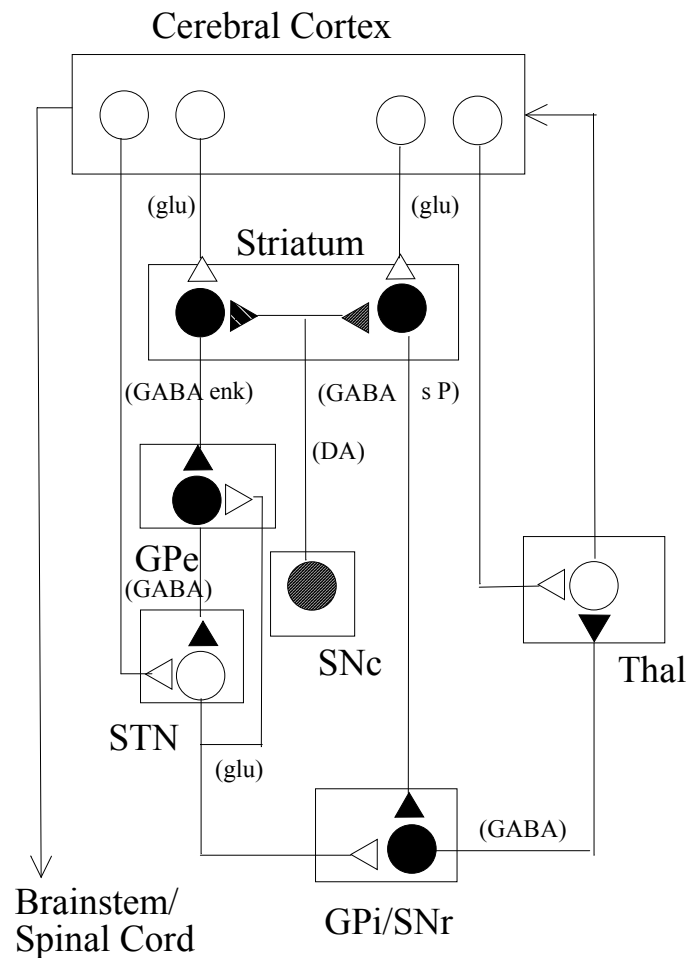 Cerebral Cortex
(glu)
(glu)
Striatum
(GABA enk)
(GABA s P)
(DA)
GPe
(GABA)
SNc
Thal
STN
(glu)
(GABA)
GPi/SNr
Brainstem/
Spinal Cord